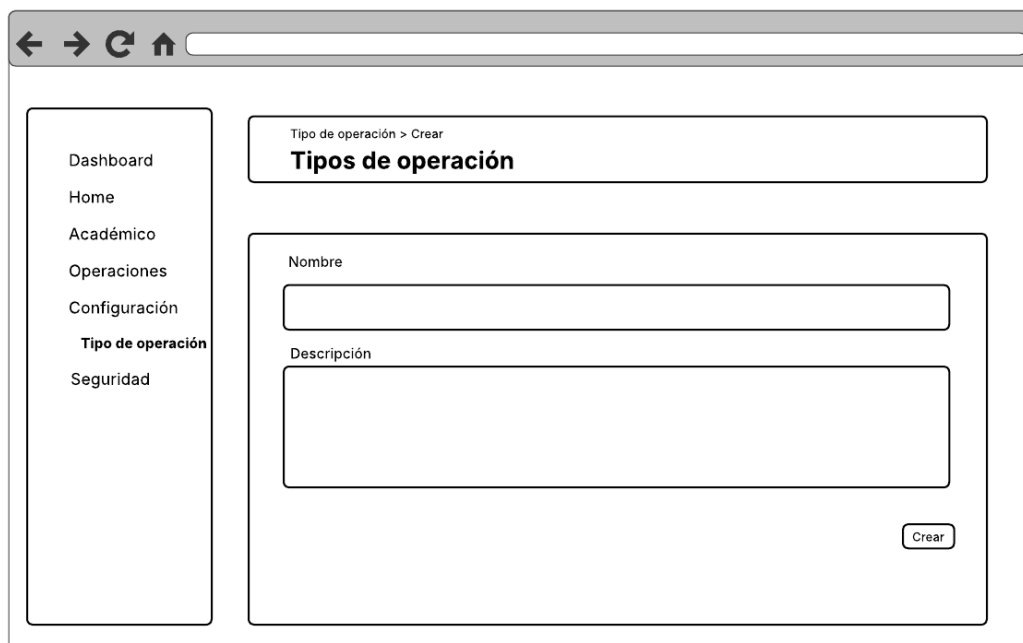 Dashboard
Home
Académico
Operaciones
Configuración
Tipo de operación
Seguridad
Tipo de operación > Crear
Tipos de operación
Nombre
Descripción
Crear